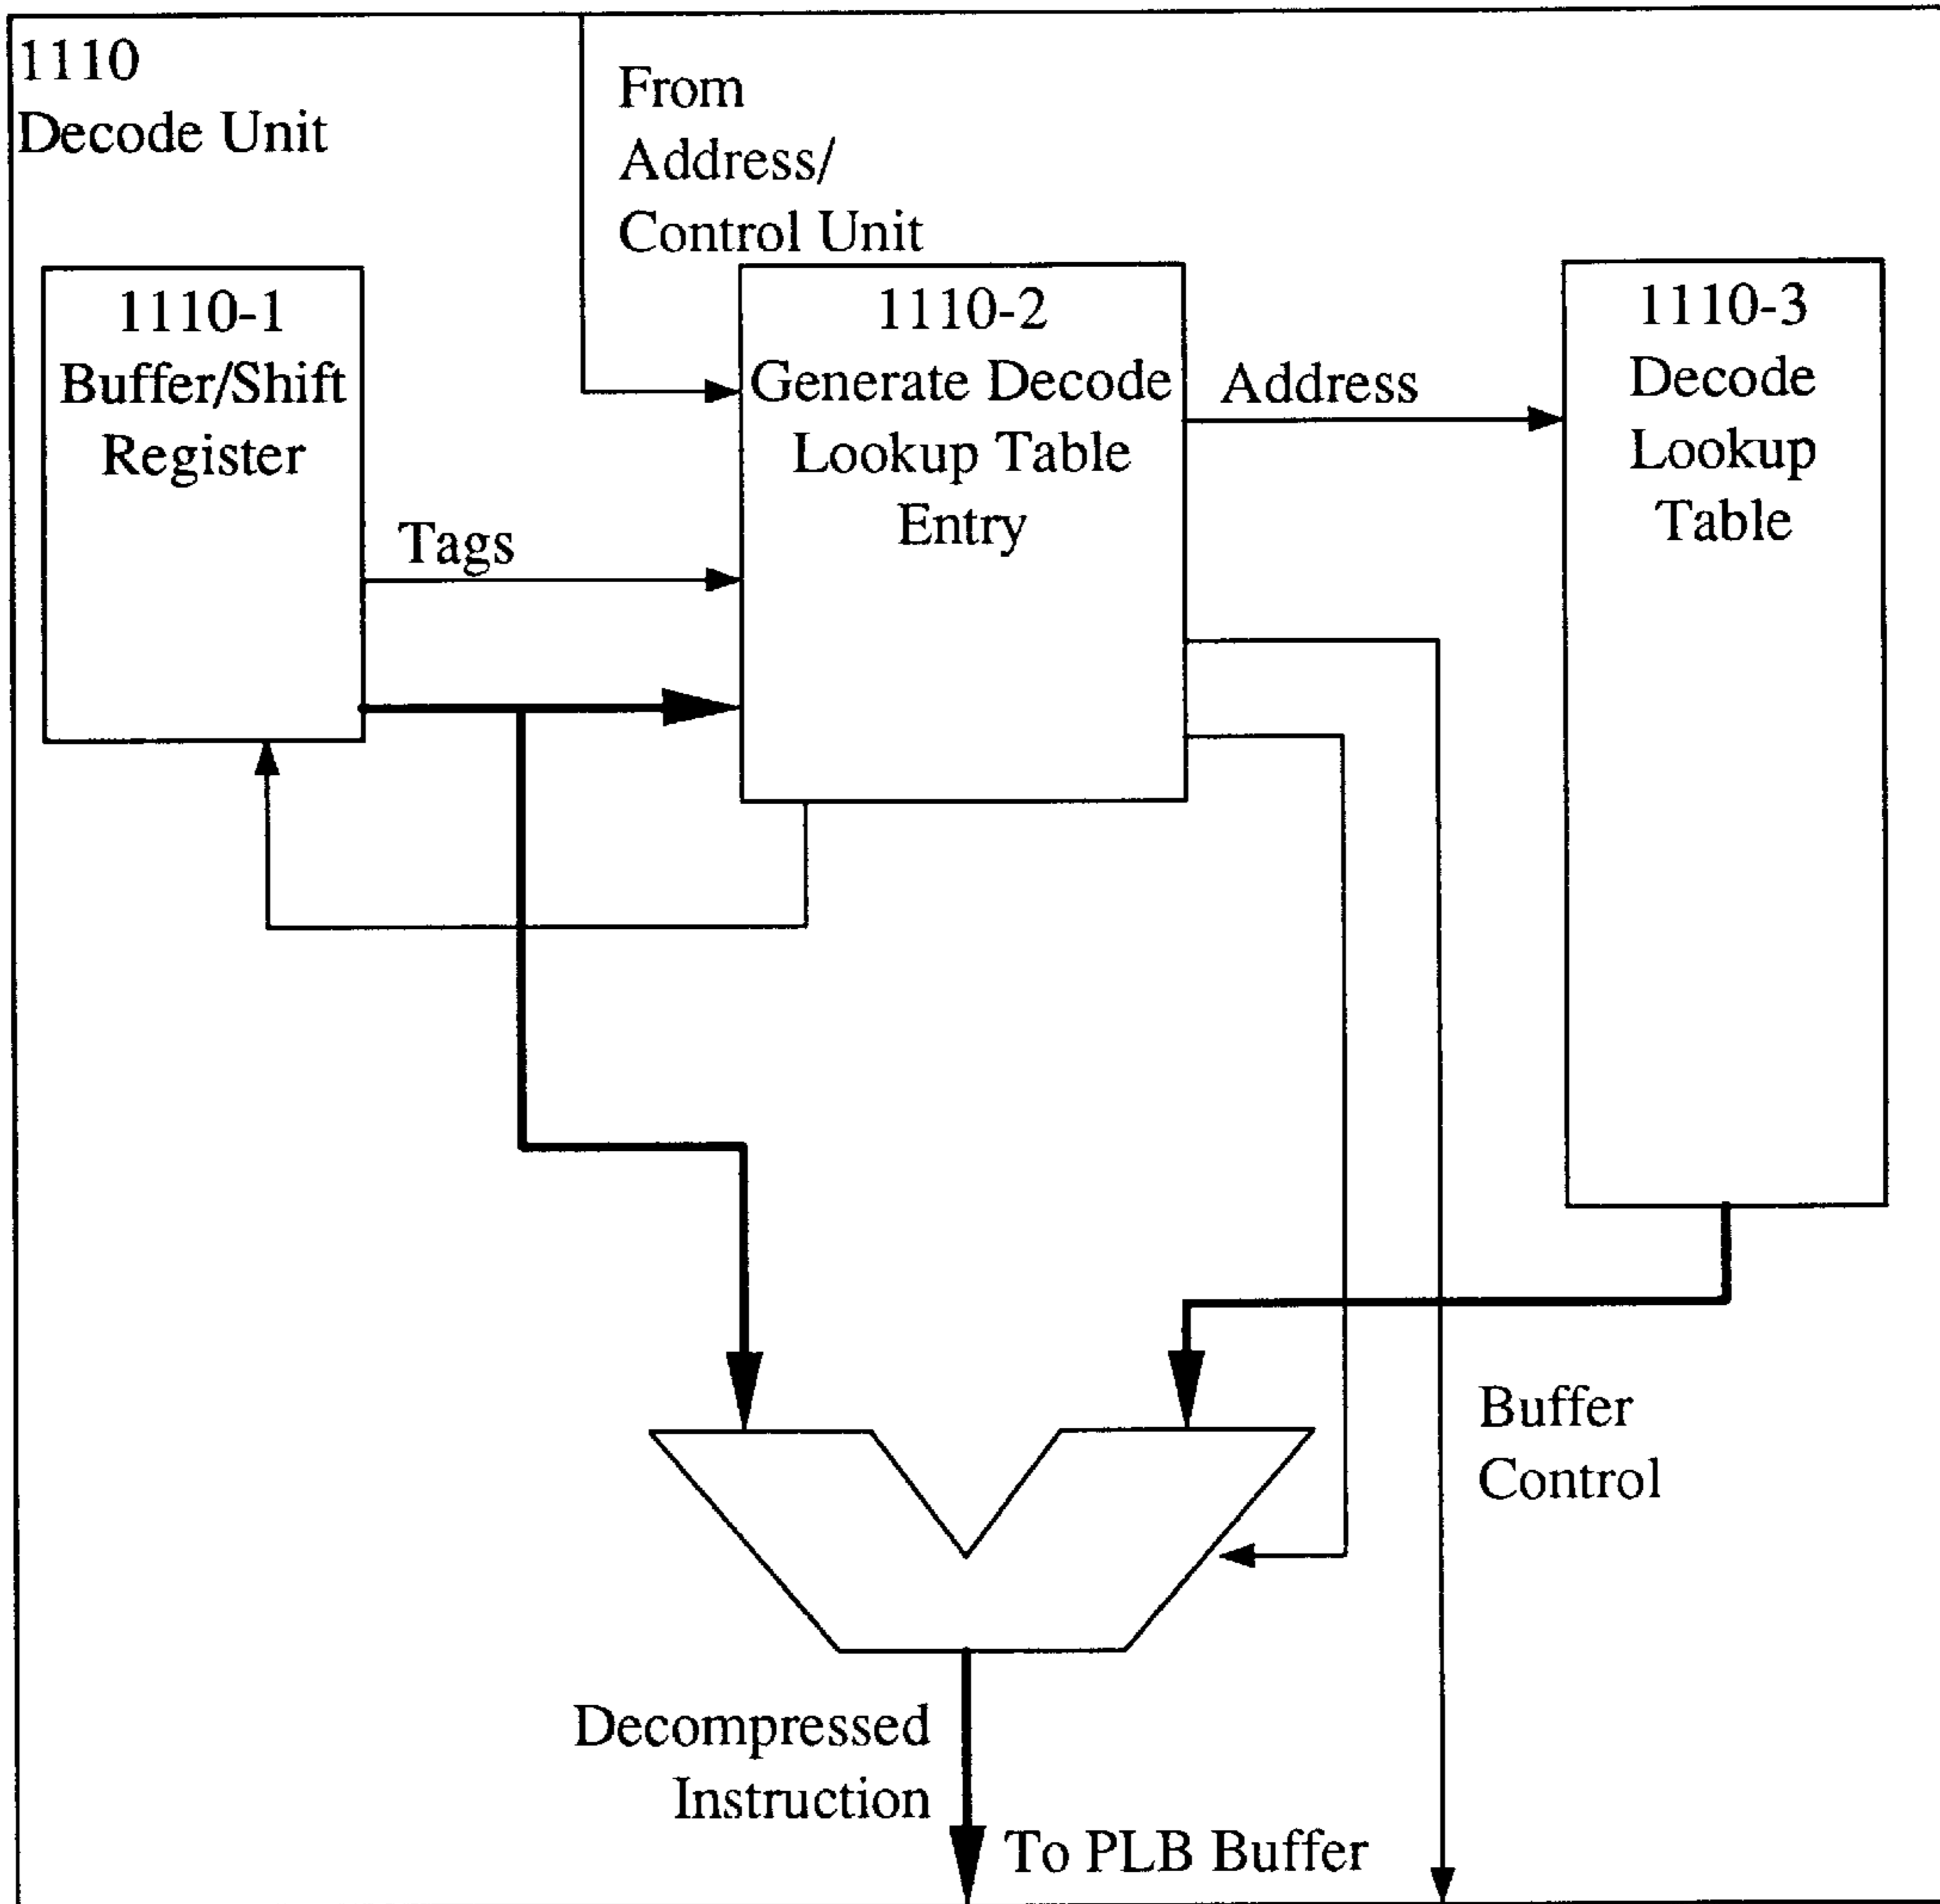 1110
Decode Unit
From
Address/
Control Unit
1110-1
Buffer/Shift
Register
1110-2
Generate Decode
Lookup Table
Entry
1110-3
Decode
Lookup
Table
Address
Tags
Buffer
Control
Decompressed
Instruction
To PLB Buffer